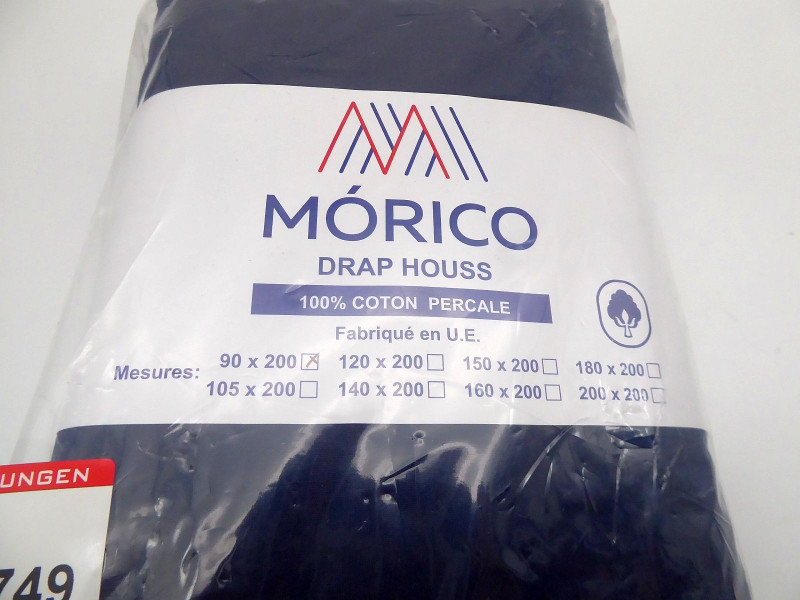 MÓRICO
DRAP HOUSS
100% COTON PERCALE
Fabriqué en U.E.
Mesures: 90 x 200 ☒ 120 x 200 ☐ 150 x 200 ☐ 180 x 200 ☐
105 x 200 ☐ 140 x 200 ☐ 160 x 200 ☐ 200 x 200 ☐
UNGEN
749